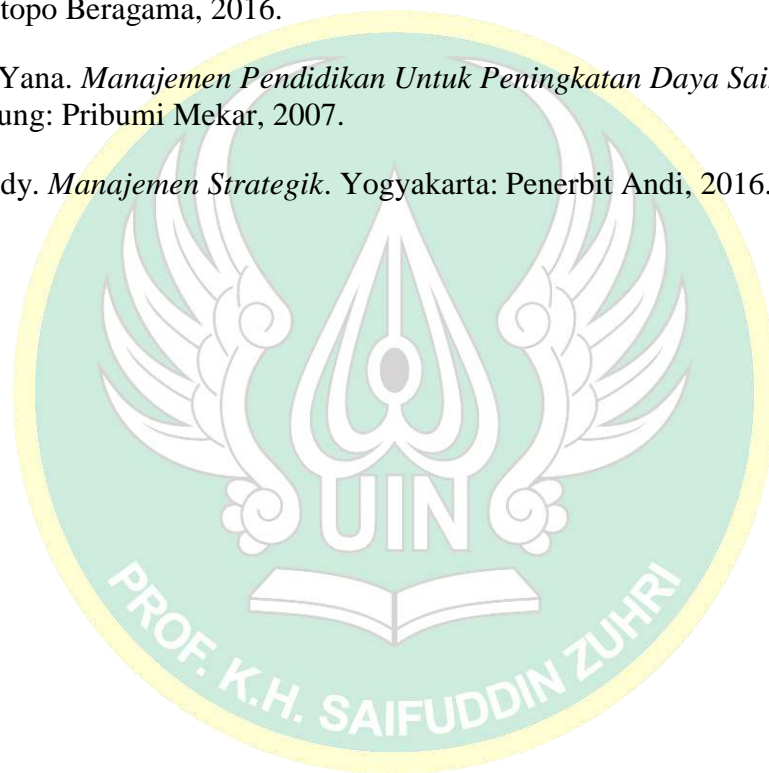 topo Beragama, 2016.
Yana. Manajemen Pendidikan Untuk Peningkatan Daya Sai
ung: Pribumi Mekar, 2007.
dy. Manajemen Strategik. Yogyakarta: Penerbit Andi, 2016.
UIN
PROF. K.H. SAIFUDDIN ZUHRI